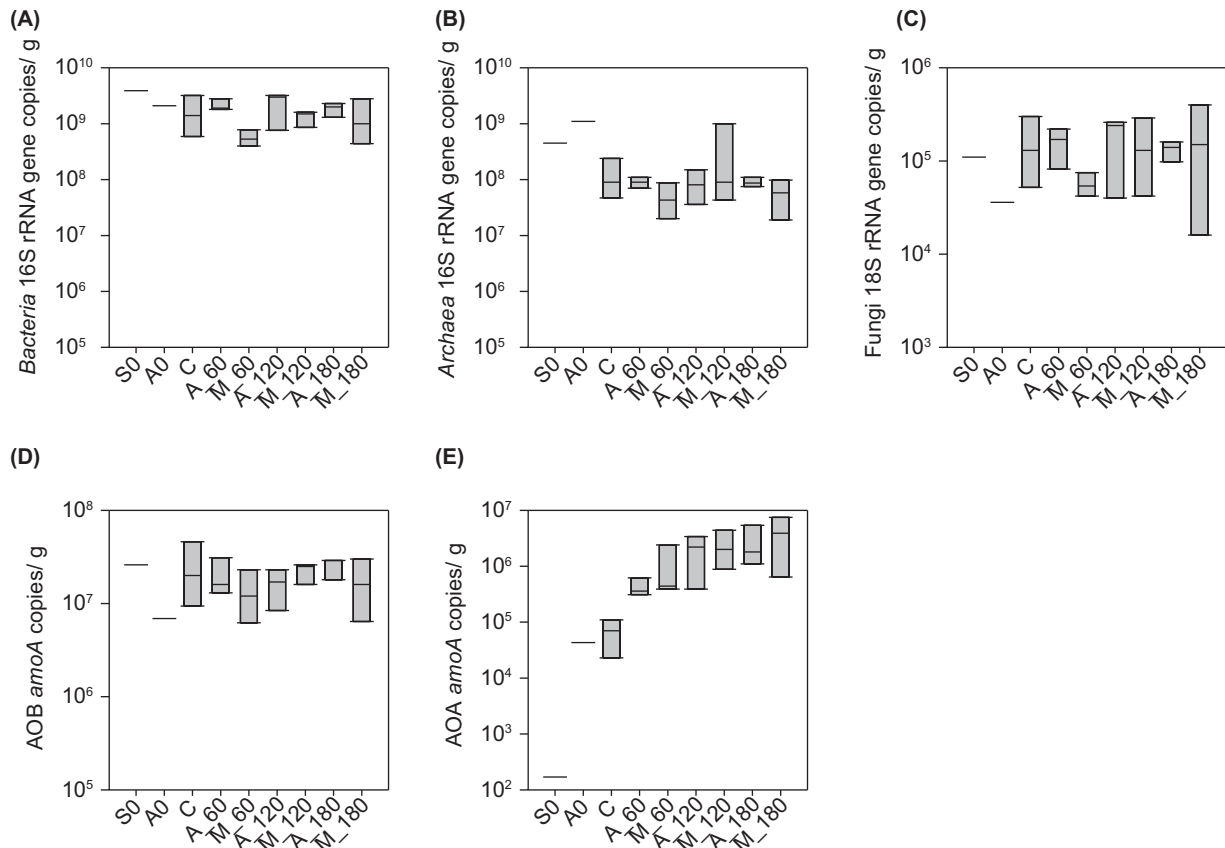 (A)
Bacteria 16S rRNA gene copies/ g
10¹⁰
10⁹
10⁸
10⁷
10⁶
10⁵
S0
A0
C
A_60
M_60
A_120
M_120
A_180
M_180
(B)
Archaea 16S rRNA gene copies/ g
10¹⁰
10⁹
10⁸
10⁷
10⁶
10⁵
S0
A0
C
A_60
M_60
A_120
M_120
A_180
M_180
(C)
Fungi 18S rRNA gene copies/ g
10⁶
10⁵
10⁴
10³
S0
A0
C
A_60
M_60
A_120
M_120
A_180
M_180
(D)
AOB amoA copies/ g
10⁸
10⁷
10⁶
10⁵
S0
A0
C
A_60
M_60
A_120
M_120
A_180
M_180
(E)
AOA amoA copies/ g
10⁷
10⁶
10⁵
10⁴
10³
10²
S0
A0
C
A_60
M_60
A_120
M_120
A_180
M_180